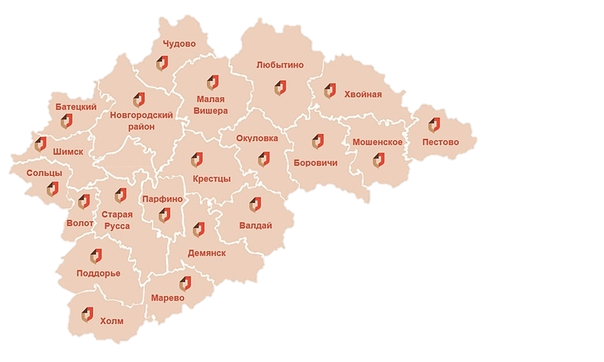 Чудово
Любытино
Малая
Вишера
Хвойная
Батецкий
Новгородский
район
Окуловка
Мошенское
Пестово
Шимск
Боровичи
Сольцы
Крестцы
Парфино
Старая
Русса
Волот
Валдай
Демянск
Поддорье
Марево
Холм